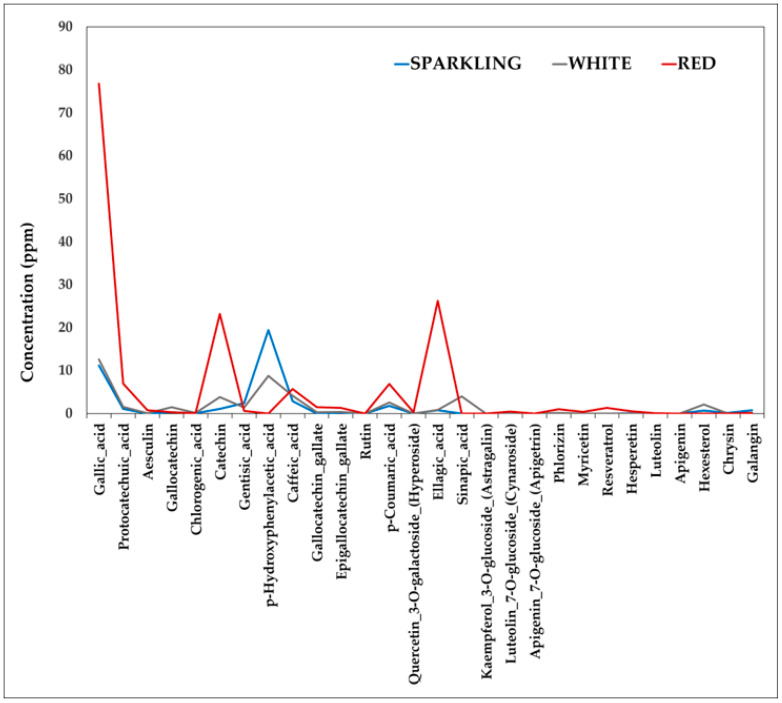 90
80
70
60
50
40
30
20
10
0
Concentration (ppm)
SPARKLING WHITE RED
Gallic_acid
Protocatechuic_acid
Aesculin
Gallocatechin
Chlorogenic_acid
Catechin
Gentisic_acid
p-Hydroxyphenylacetic_acid
Caffeic_acid
Gallocatechin_gallate
Epigallocatechin_gallate
Rutin
p-Coumaric_acid
Quercetin_3-O-galactoside_(Hyperoside)
Ellagic_acid
Sinapic_acid
Kaempferol_3-O-glucoside_(Astragalin)
Luteolin_7-O-glucoside_(Cynaroside)
Apigenin_7-O-glucoside_(Apigetrin)
Phlorizin
Myricetin
Resveratrol
Hesperetin
Luteolin
Apigenin
Hexesterol
Chrysin
Galangin